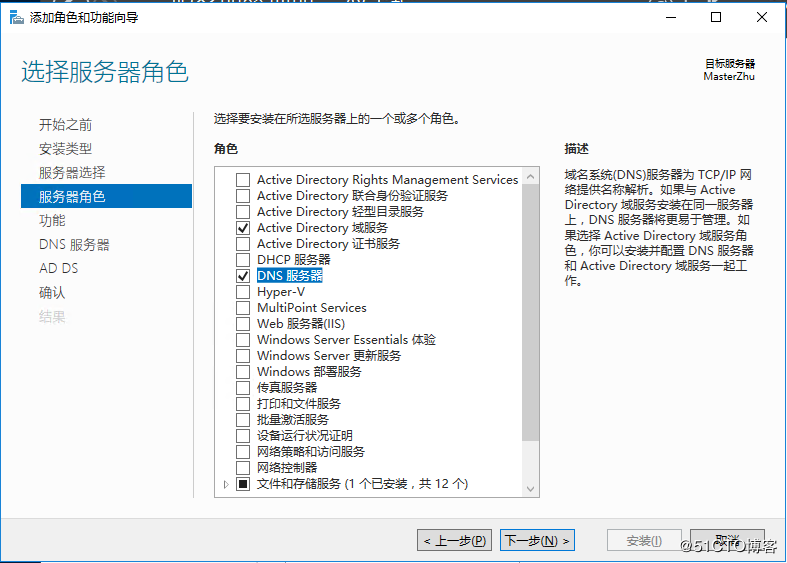 添加角色和功能向导
选择服务器角色
目标服务器
MasterZhu
开始之前
安装类型
服务器选择
服务器角色
功能
DNS 服务器
AD DS
确认
结果
选择要安装在所选服务器上的一个或多个角色。
角色
Active Directory Rights Management Services
Active Directory 联合身份验证服务
Active Directory 轻型目录服务
Active Directory 域服务
Active Directory 证书服务
DHCP 服务器
DNS 服务器
Hyper-V
MultiPoint Services
Web 服务器(IIS)
Windows Server Essentials 体验
Windows Server 更新服务
Windows 部署服务
传真服务器
打印和文件服务
批量激活服务
设备运行状况证明
网络策略和访问服务
网络控制器
文件和存储服务 (1 个已安装，共 12 个)
描述
域名系统(DNS)服务器为 TCP/IP 网
络提供名称解析。如果与 Active
Directory 域服务安装在同一服务器
上，DNS 服务器将更易于管理。如
果选择 Active Directory 域服务角
色，你可以安装并配置 DNS 服务器
和 Active Directory 域服务一起工
作。
< 上一步(P)
下一步(N) >
安装(I)
取消
@51CTO博客